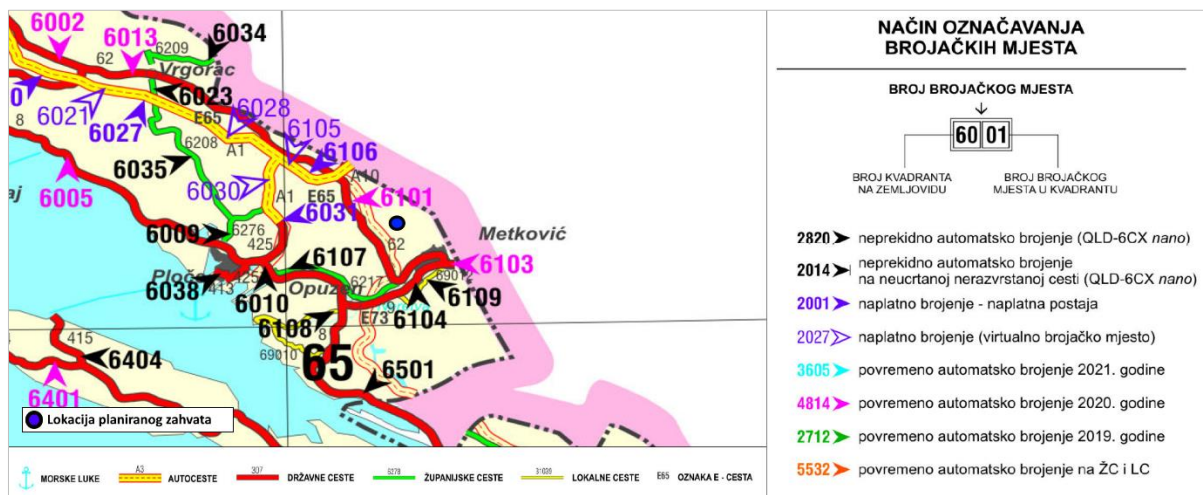 6002
6013
6034
62
6209
Vrgorac
6023
6028
E65
6021
6105
6027
0
8
6208
A1
6106
6035
6030
A10
6005
A1
E65
6101
aj
6031
6009
6276
425
62
Metković
6107
6103
Ploče
6217
6038
413
6010
Opuzen
6109
6104
9
6108
8
E73
415
69010
65
6404
6501
6401
Lokacija planiranog zahvata
MORSKE LUKE
A3
AUTOCESTE
307
DRŽAVNE CESTE
5278
ŽUPANIJSKE CESTE
31039
LOKALNE CESTE
E65 OZNAKA E - CESTA
NAČIN OZNAČAVANJA
BROJAČKIH MJESTA
BROJ BROJAČKOG MJESTA
60 01
BROJ KVADRANTA
NA ZEMLJOVIDU
BROJ BROJAČKOG
MJESTA U KVADRANTU
2820 neprekidno automatsko brojenje (QLD-6CX nano)
2014 neprekidno automatsko brojenje
na neucrtanoj nerazvrstanoj cesti (QLD-6CX nano)
2001 naplatno brojenje - naplatna postaja
2027 naplatno brojenje (virtualno brojačko mjesto)
3605 povremeno automatsko brojenje 2021. godine
4814 povremeno automatsko brojenje 2020. godine
2712 povremeno automatsko brojenje 2019. godine
5532 povremeno automatsko brojenje na ŽC i LC